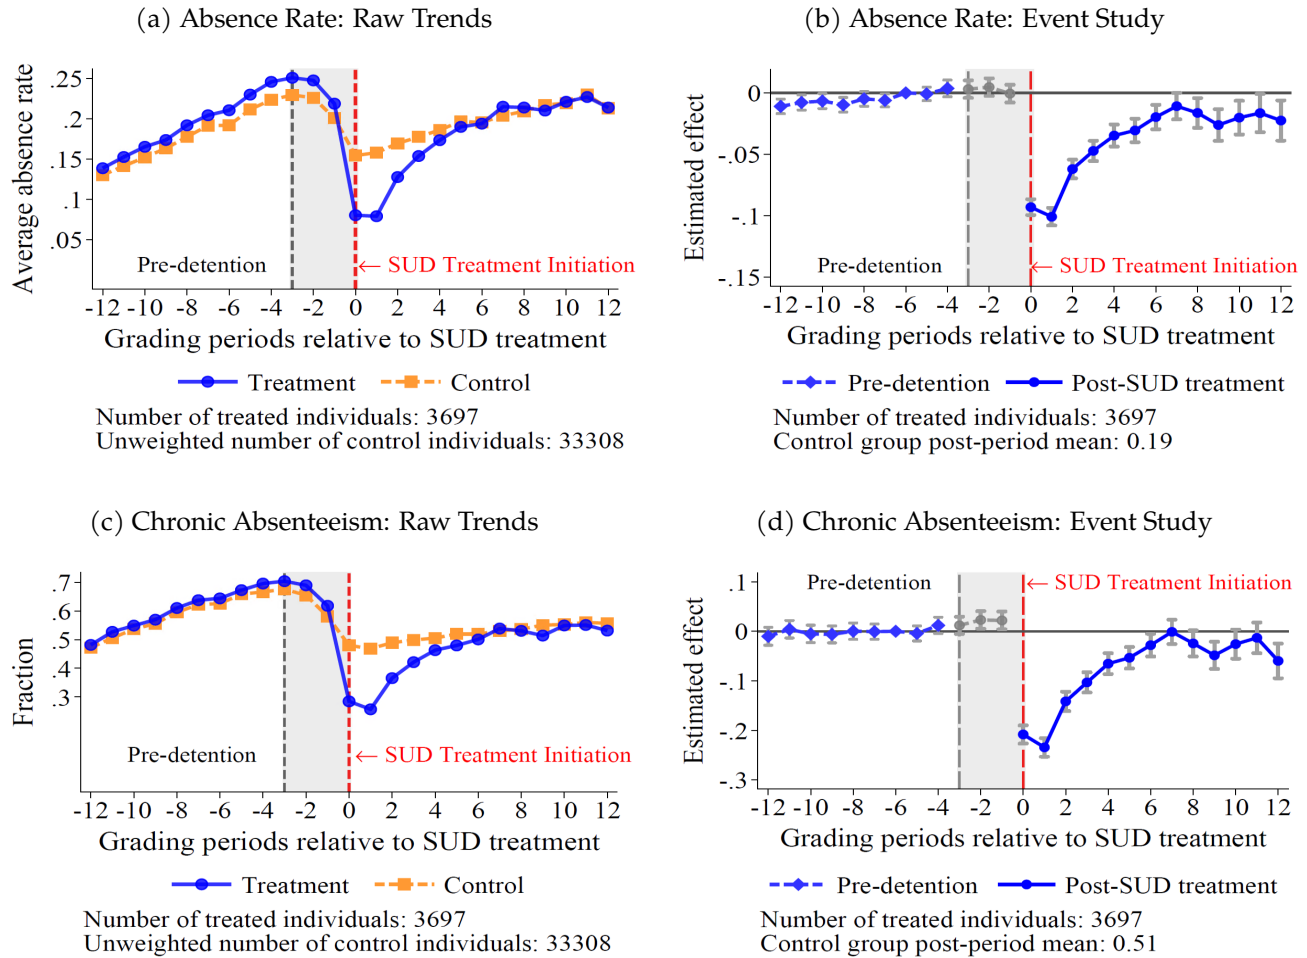 (a) Absence Rate: Raw Trends
Average absence rate
.25
.2
.15
.1
.05
Pre-detention
← SUD Treatment Initiation
-12 -10 -8 -6 -4 -2 0 2 4 6 8 10 12
Grading periods relative to SUD treatment
Treatment Control
Number of treated individuals: 3697
Unweighted number of control individuals: 33308
(b) Absence Rate: Event Study
Estimated effect
0
-.05
-.1
-.15
Pre-detention
← SUD Treatment Initiation
-12 -10 -8 -6 -4 -2 0 2 4 6 8 10 12
Grading periods relative to SUD treatment
Pre-detention Post-SUD treatment
Number of treated individuals: 3697
Control group post-period mean: 0.19
(c) Chronic Absenteeism: Raw Trends
Fraction
.7
.6
.5
.4
.3
Pre-detention
← SUD Treatment Initiation
-12 -10 -8 -6 -4 -2 0 2 4 6 8 10 12
Grading periods relative to SUD treatment
Treatment Control
Number of treated individuals: 3697
Unweighted number of control individuals: 33308
(d) Chronic Absenteeism: Event Study
Estimated effect
.1
0
-.1
-.2
-.3
Pre-detention
← SUD Treatment Initiation
-12 -10 -8 -6 -4 -2 0 2 4 6 8 10 12
Grading periods relative to SUD treatment
Pre-detention Post-SUD treatment
Number of treated individuals: 3697
Control group post-period mean: 0.51